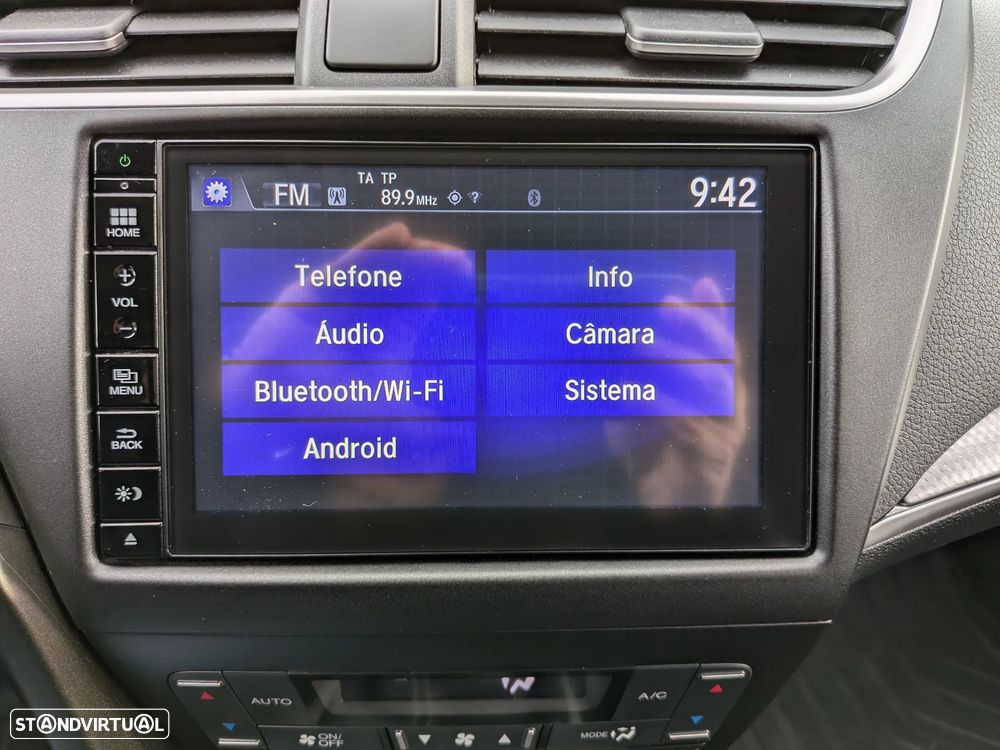 TA TP
FM 89.9 MHz ? 9:42
HOME
Telefone Info
VOL
Áudio Câmara
MENU
Bluetooth/Wi-Fi Sistema
BACK
Android
AUTO A/C
ON/OFF MODE
STANDVIRTUAL